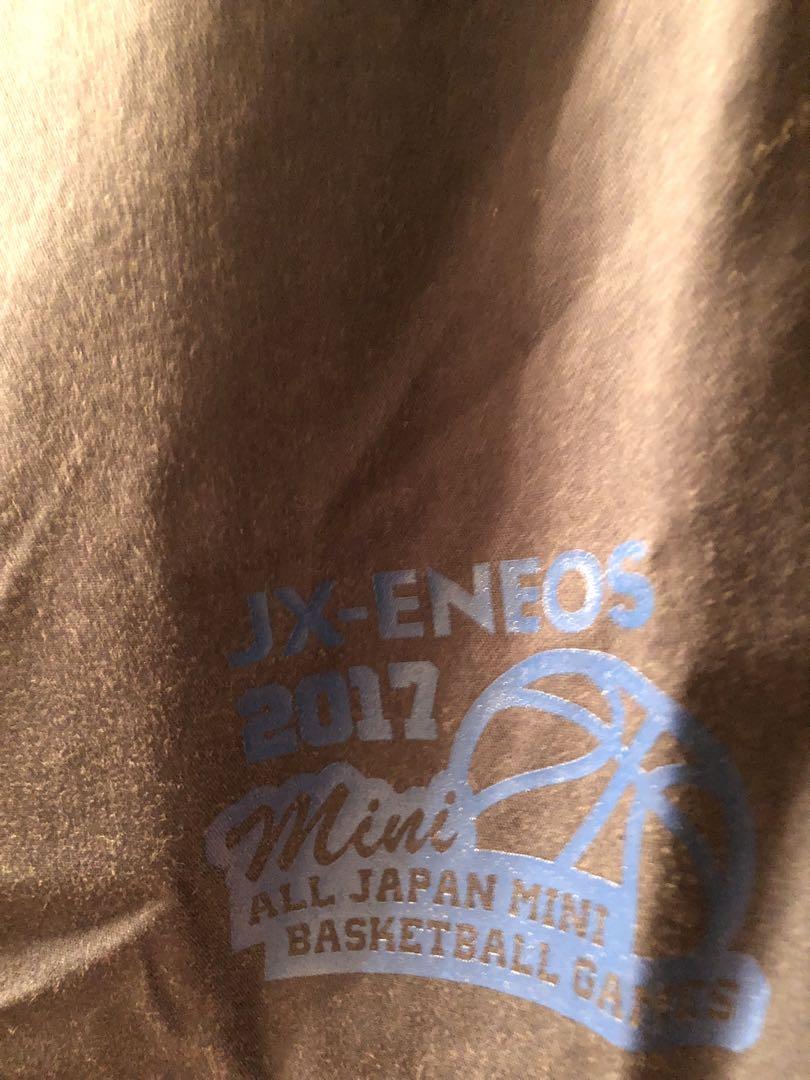 JX-ENEOS
2017
Mini
ALL JAPAN MINI
BASKETBALL GAMES